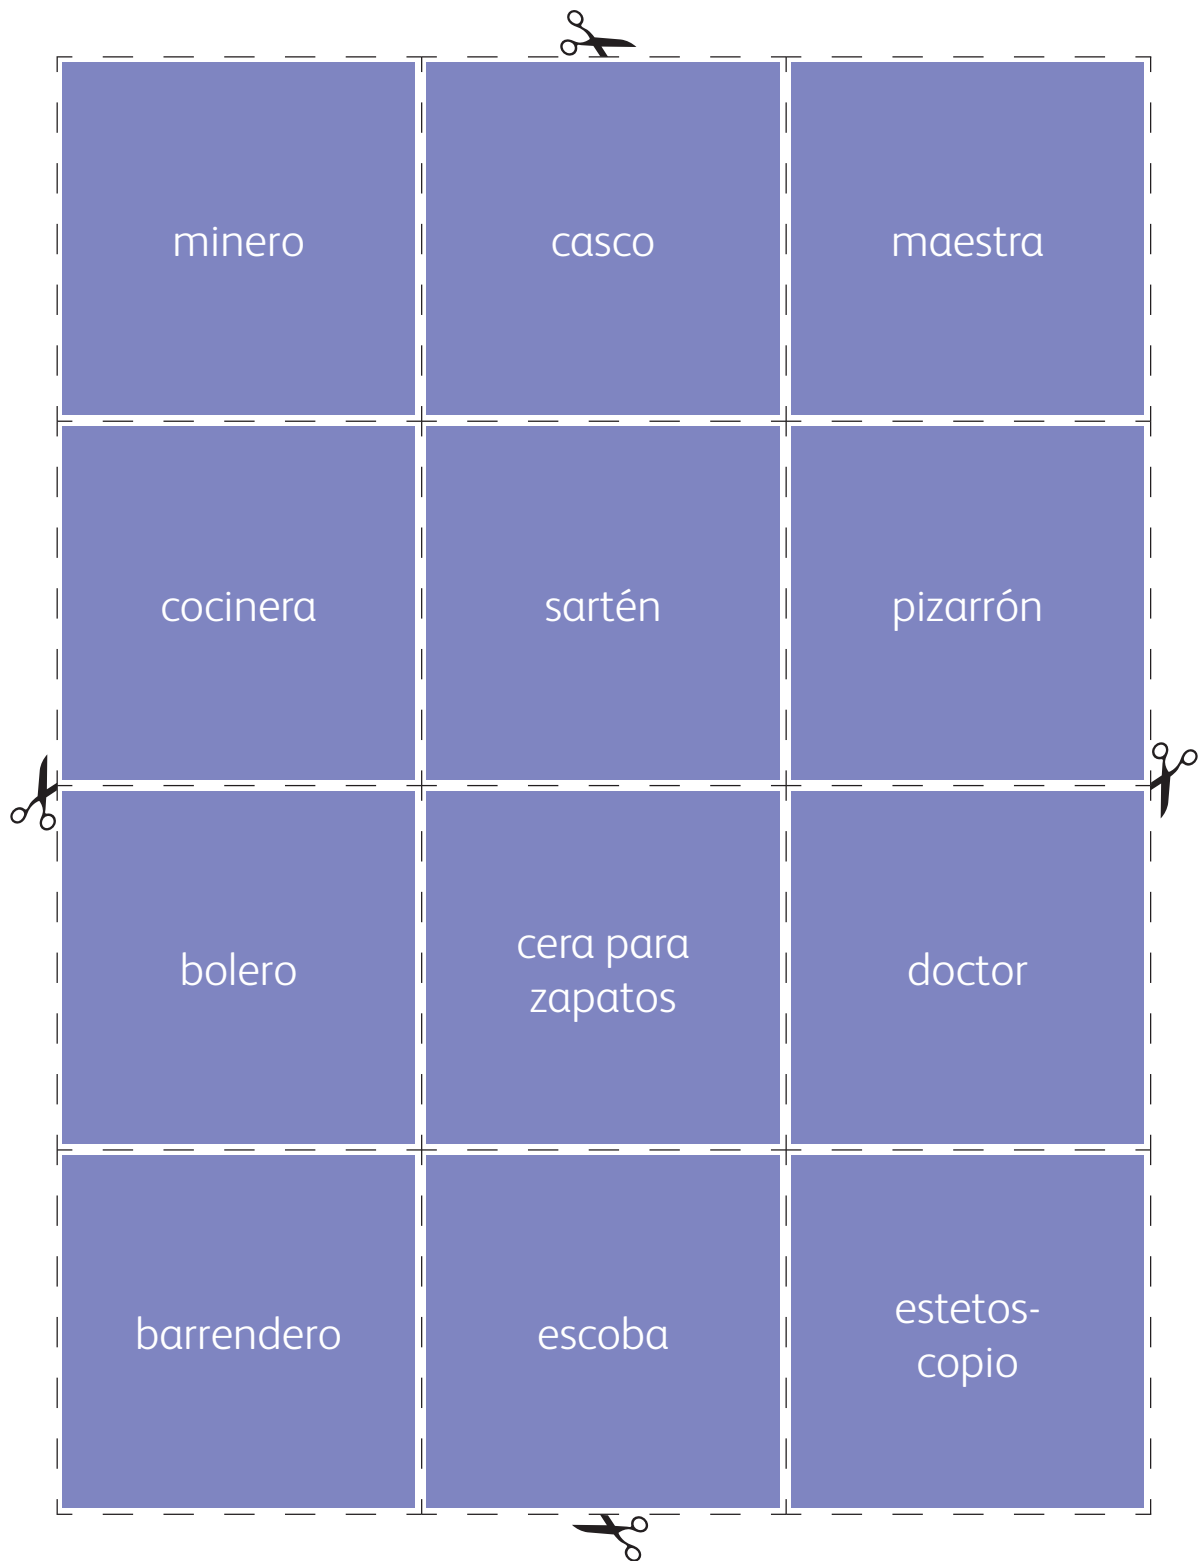 minero
casco
maestra
cocinera
sartén
pizarrón
bolero
cera para
zapatos
doctor
barrendero
escoba
estetos-
copio